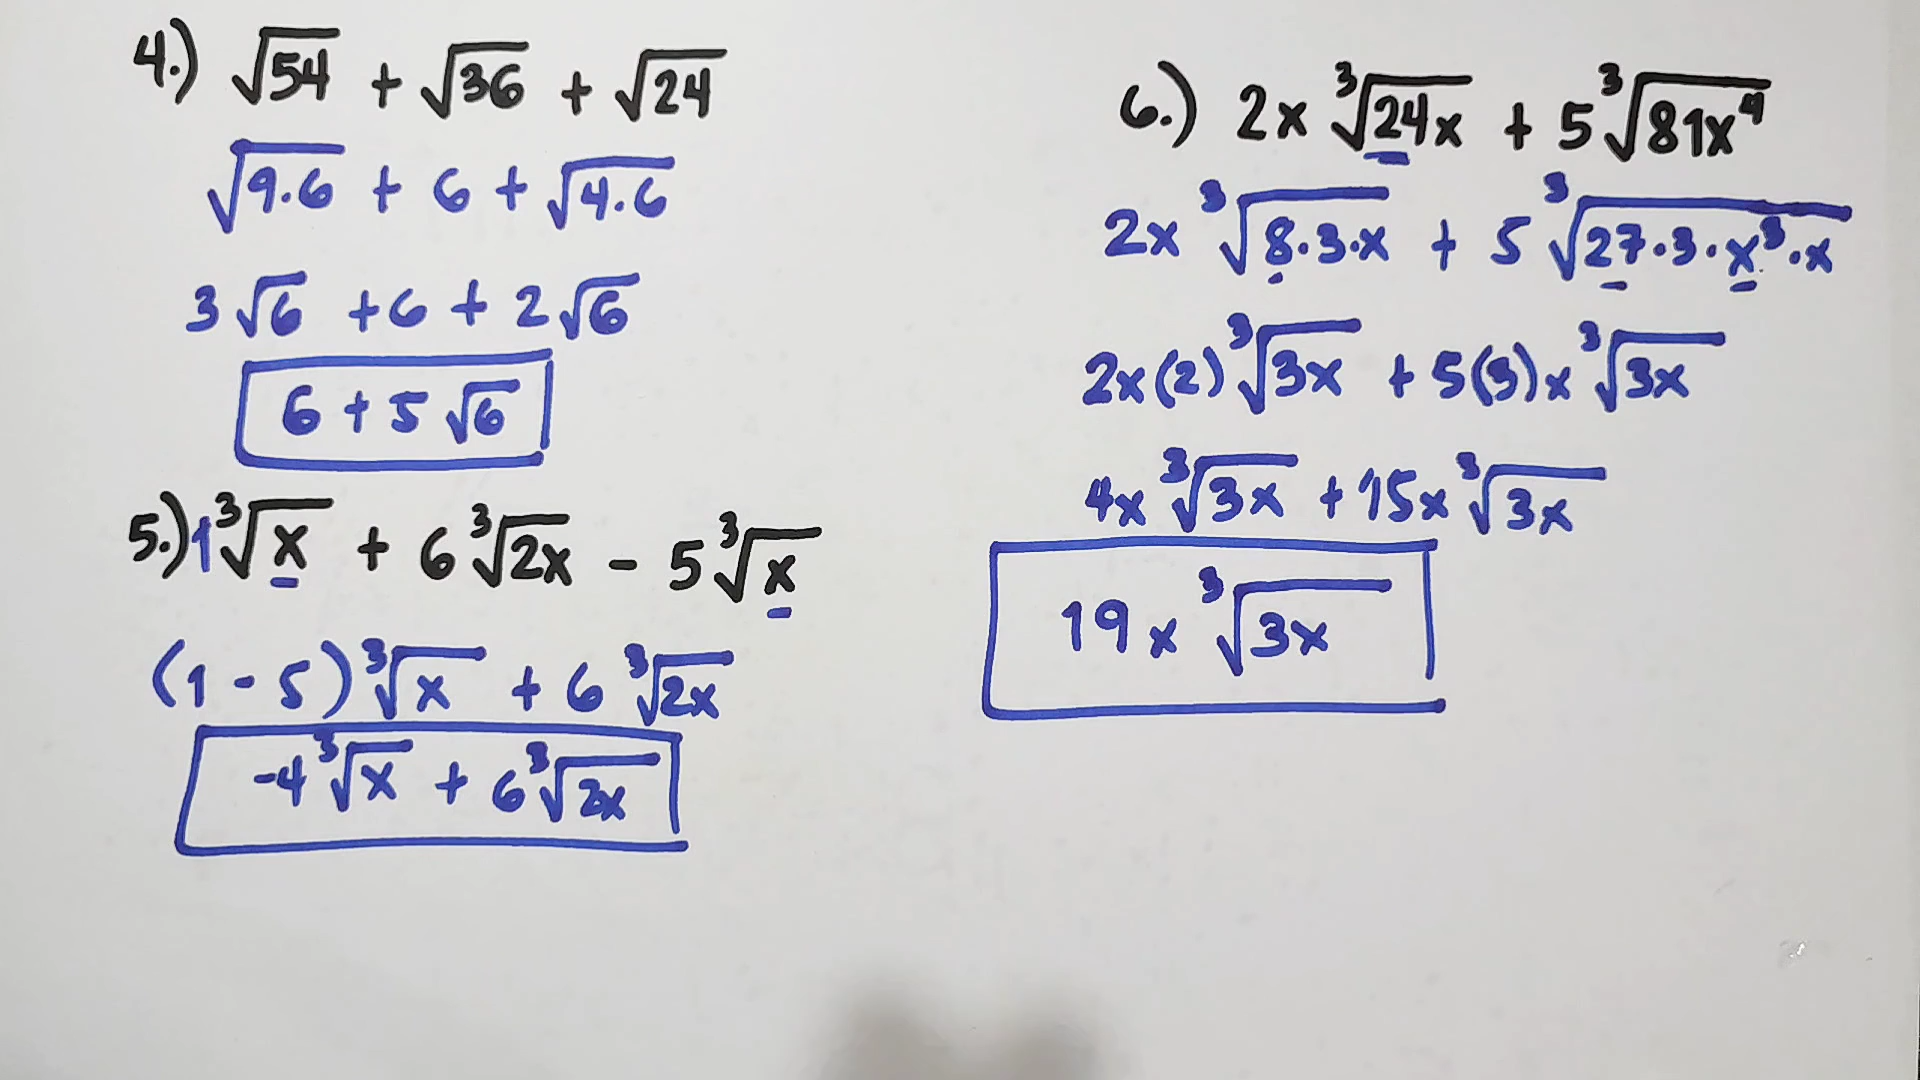 4.) √54 + √36 + √24
√9·6 + 6 + √4·6
3√6 + 6 + 2√6
6 + 5√6
5.) 1∛x + 6∛2x - 5∛x
(1 - 5)∛x + 6∛2x
-4∛x + 6∛2x
6.) 2x ∛24x + 5∛81x⁴
2x ∛8·3·x + 5∛27·3·x³·x
2x(2)∛3x + 5(3)x∛3x
4x∛3x + 15x∛3x
19x∛3x